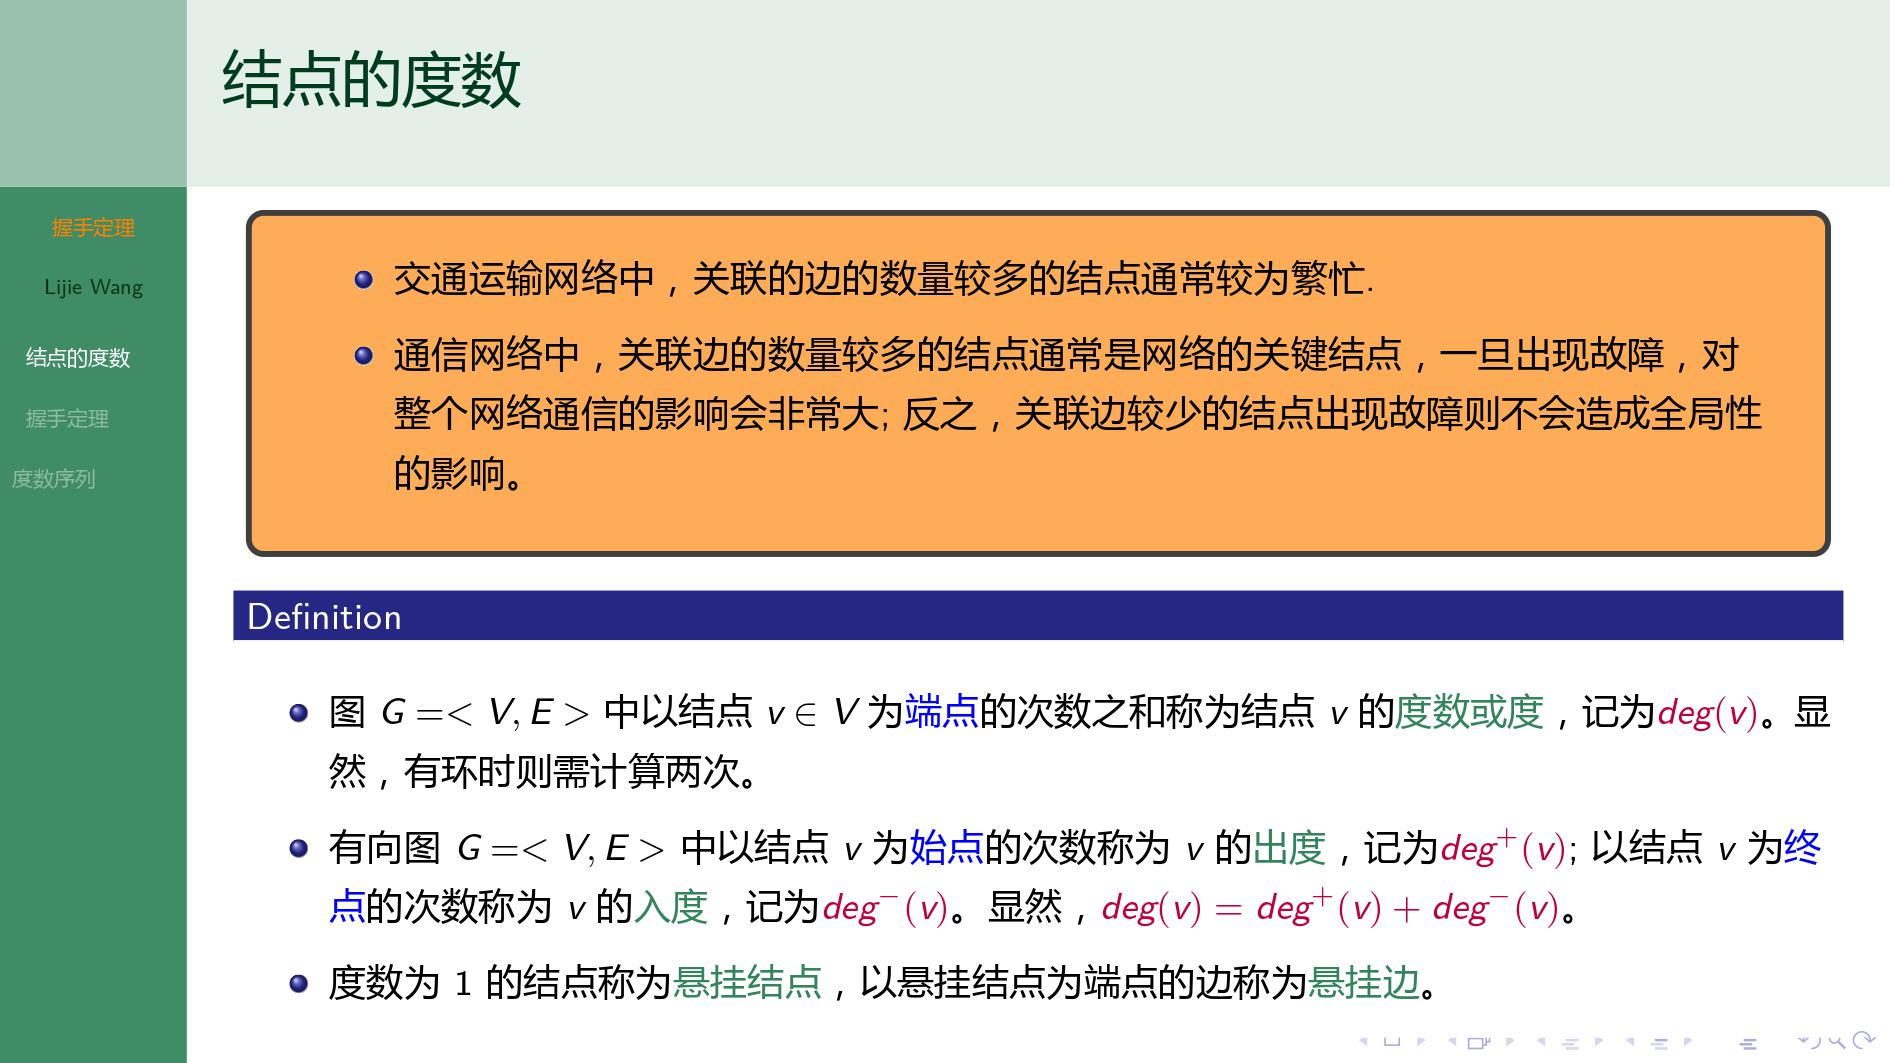 结点的度数
握手定理
Lijie Wang
结点的度数
握手定理
度数序列
交通运输网络中，关联的边的数量较多的结点通常较为繁忙.
通信网络中，关联边的数量较多的结点通常是网络的关键结点，一旦出现故障，对
整个网络通信的影响会非常大; 反之，关联边较少的结点出现故障则不会造成全局性
的影响。
Definition
图 G =< V, E > 中以结点 v ∈ V 为端点的次数之和称为结点 v 的度数或度，记为deg(v)。显
然，有环时则需计算两次。
有向图 G =< V, E > 中以结点 v 为始点的次数称为 v 的出度，记为deg⁺(v); 以结点 v 为终
点的次数称为 v 的入度，记为deg⁻(v)。显然，deg(v) = deg⁺(v) + deg⁻(v)。
度数为 1 的结点称为悬挂结点，以悬挂结点为端点的边称为悬挂边。